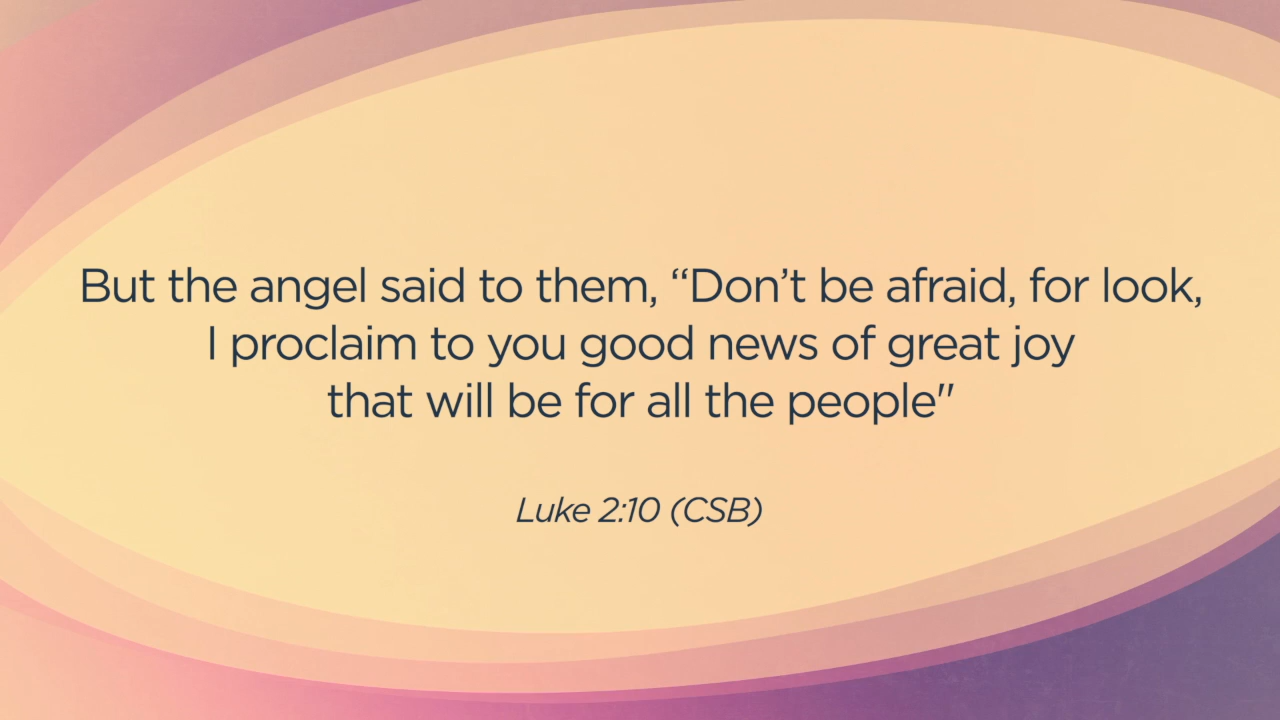 But the angel said to them, “Don’t be afraid, for look,
I proclaim to you good news of great joy
that will be for all the people"
Luke 2:10 (CSB)